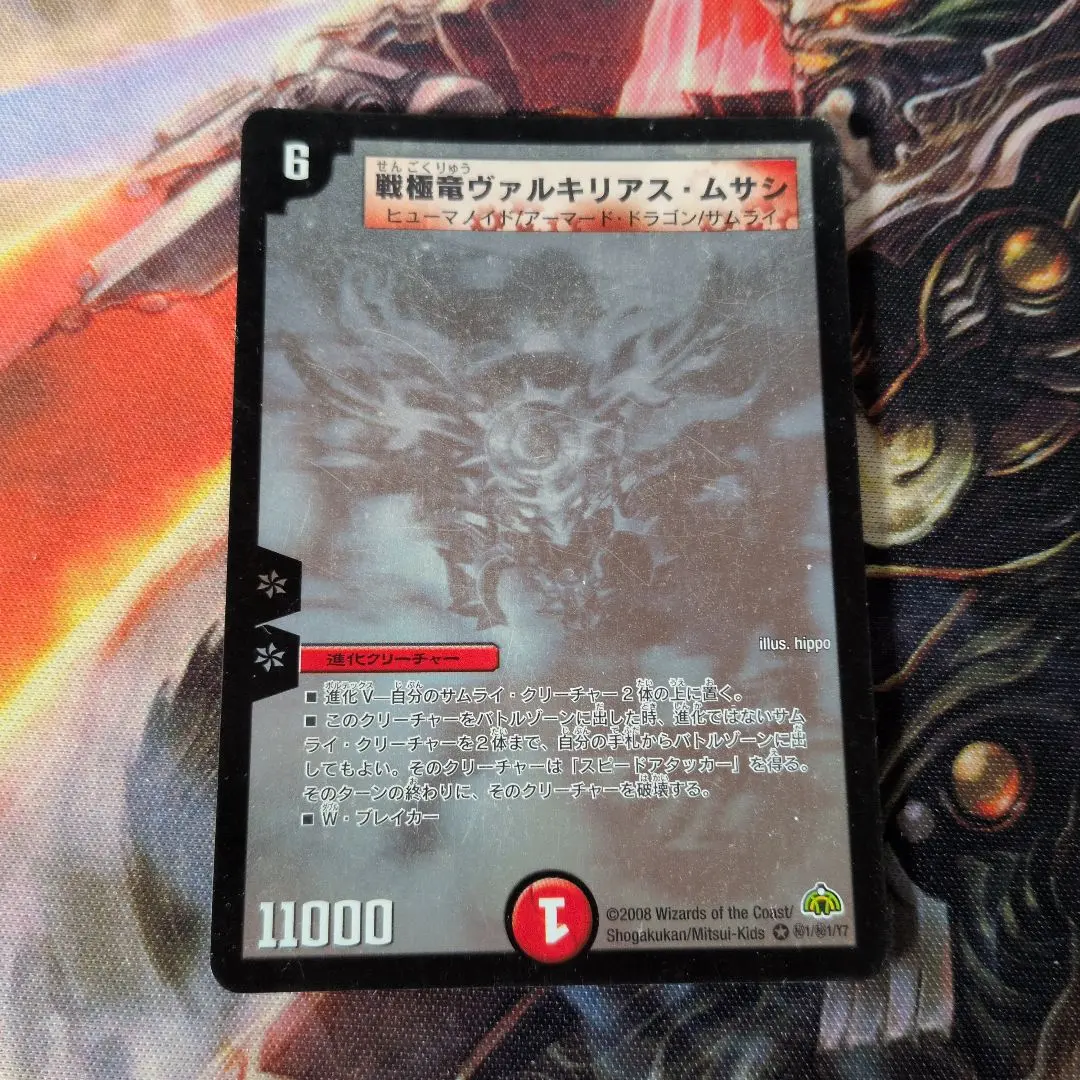 6
せんごくりゅう
戦極竜ヴァルキリアス・ムサシ
ヒューマノイド/アーマード・ドラゴン/サムライ
illus. hippo
進化クリーチャー
■ 進化V—自分のサムライ・クリーチャー2体の上に置く。
■ このクリーチャーをバトルゾーンに出した時、進化ではないサム
ライ・クリーチャーを2体まで、自分の手札からバトルゾーンに出
してもよい。そのクリーチャーは「スピードアタッカー」を得る。
そのターンの終わりに、そのクリーチャーを破壊する。
■ W・ブレイカー
11000
1
©2008 Wizards of the Coast/
Shogakukan/Mitsui-Kids ㊙1/㊙1/Y7